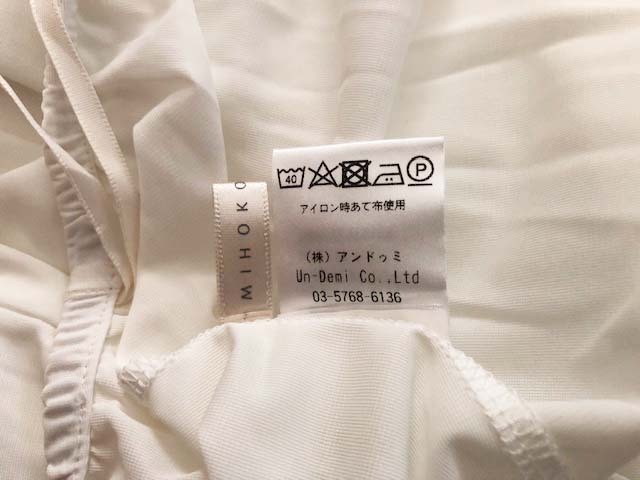 40
P
アイロン時あて布使用
(株) アンドゥミ
Un-Demi Co.,Ltd
03-5768-6136
MIHOKO